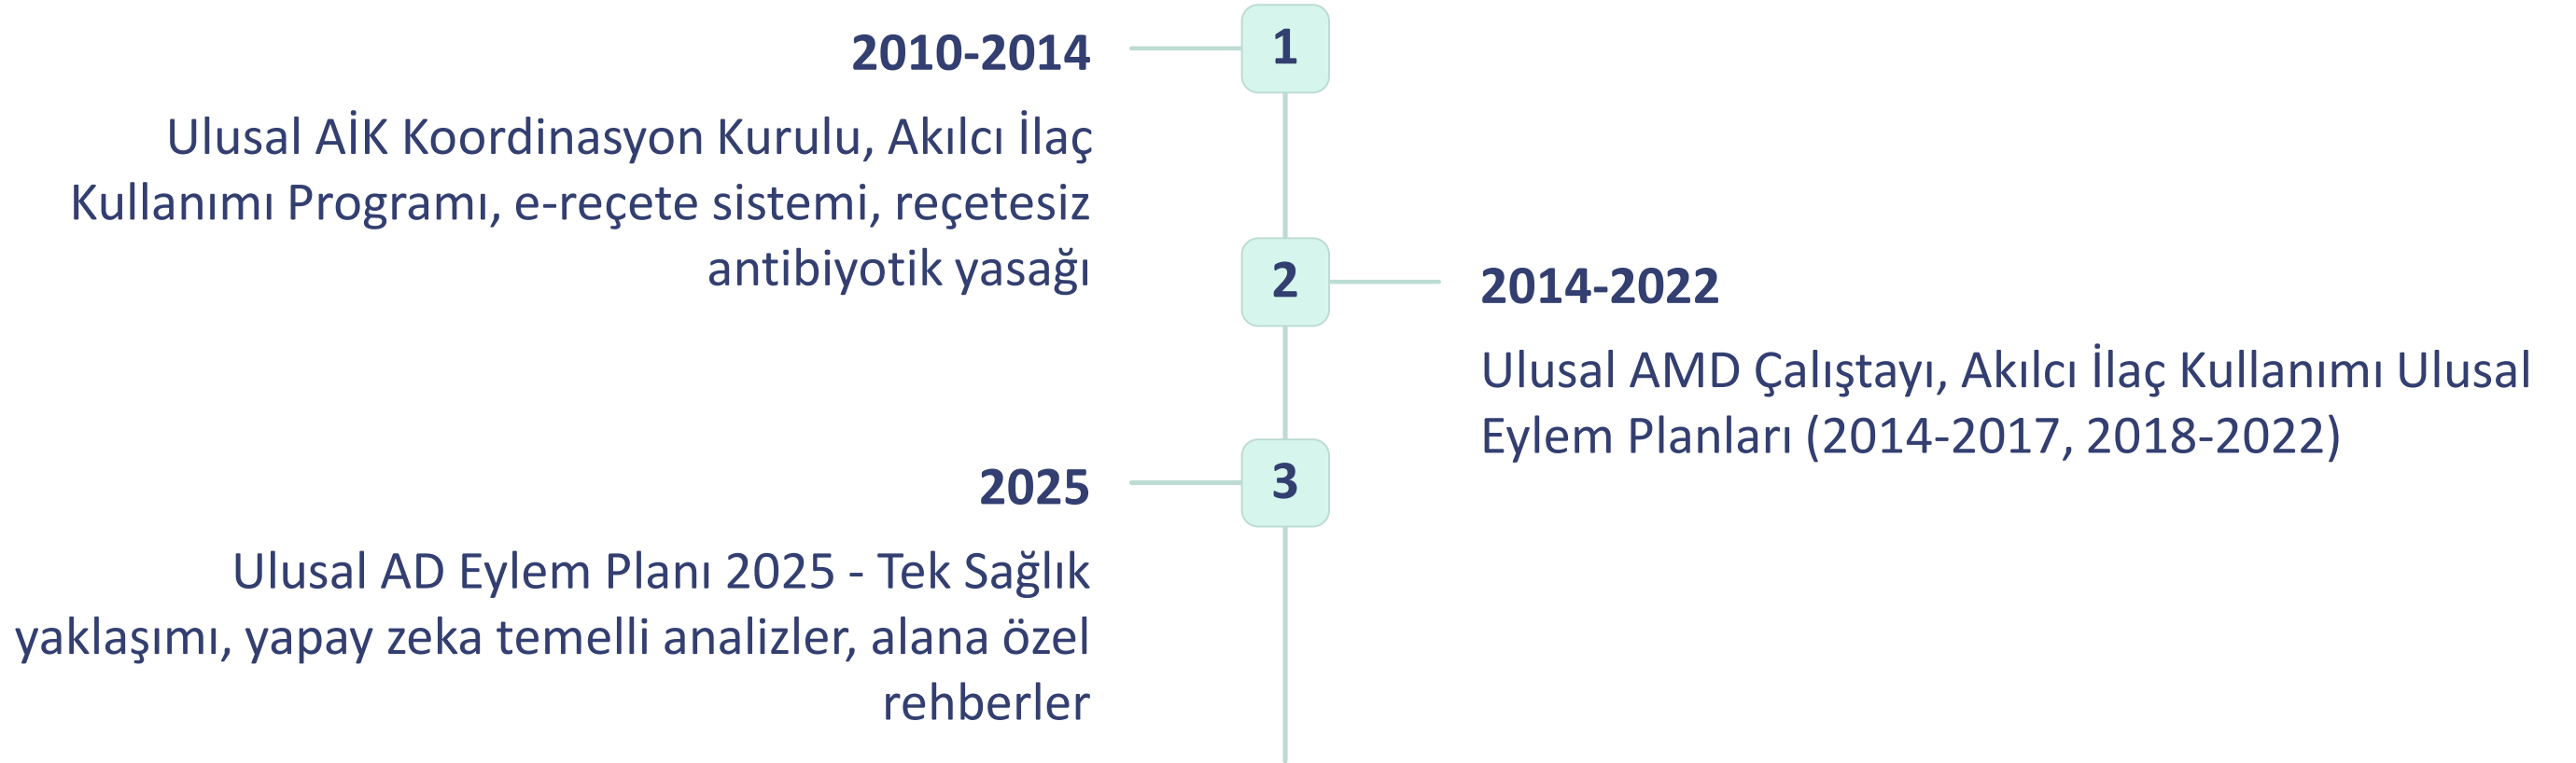 1
2010-2014
Ulusal AİK Koordinasyon Kurulu, Akılcı İlaç
Kullanımı Programı, e-reçete sistemi, reçetesiz
antibiyotik yasağı
2
2014-2022
Ulusal AMD Çalıştayı, Akılcı İlaç Kullanımı Ulusal
Eylem Planları (2014-2017, 2018-2022)
3
2025
Ulusal AD Eylem Planı 2025 - Tek Sağlık
yaklaşımı, yapay zeka temelli analizler, alana özel
rehberler